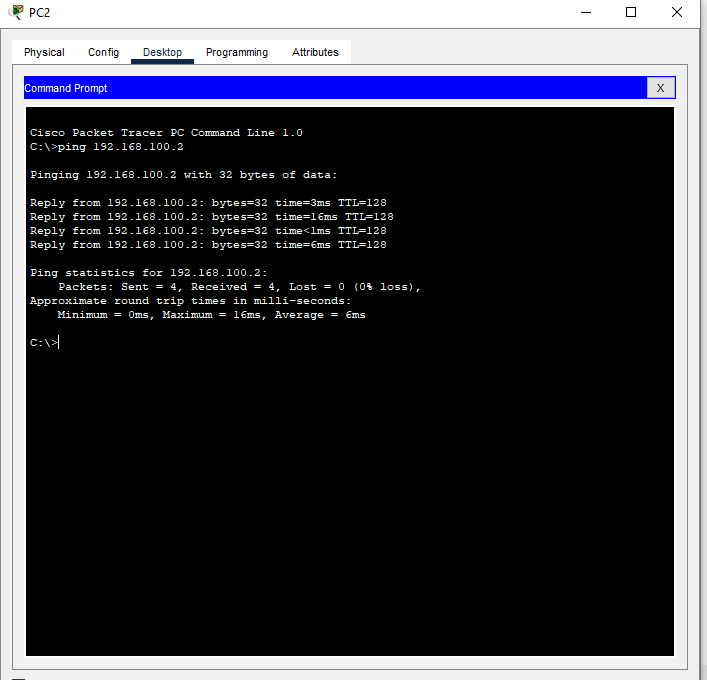 PC2
Physical Config Desktop Programming Attributes
Command Prompt X
Cisco Packet Tracer PC Command Line 1.0
C:\>ping 192.168.100.2
Pinging 192.168.100.2 with 32 bytes of data:
Reply from 192.168.100.2: bytes=32 time=3ms TTL=128
Reply from 192.168.100.2: bytes=32 time=16ms TTL=128
Reply from 192.168.100.2: bytes=32 time<1ms TTL=128
Reply from 192.168.100.2: bytes=32 time=6ms TTL=128
Ping statistics for 192.168.100.2:
    Packets: Sent = 4, Received = 4, Lost = 0 (0% loss),
Approximate round trip times in milli-seconds:
    Minimum = 0ms, Maximum = 16ms, Average = 6ms
C:\>